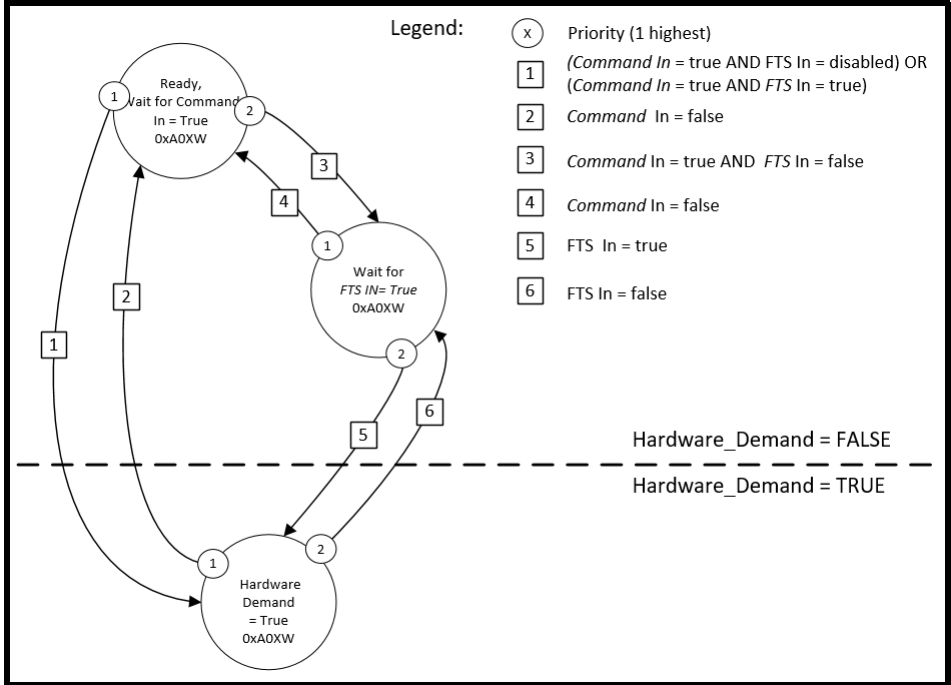 Legend:
X Priority (1 highest)
1 (Command In = true AND FTS In = disabled) OR
(Command In = true AND FTS In = true)
2 Command In = false
3 Command In = true AND FTS In = false
4 Command In = false
5 FTS In = true
6 FTS In = false
Ready,
Wait for Command
In = True
0xA0XW
1
2
3
4
1
Wait for
FTS IN= True
0xA0XW
2
2
1
6
5
Hardware_Demand = FALSE
Hardware_Demand = TRUE
1
2
Hardware
Demand
= True
0xA0XW